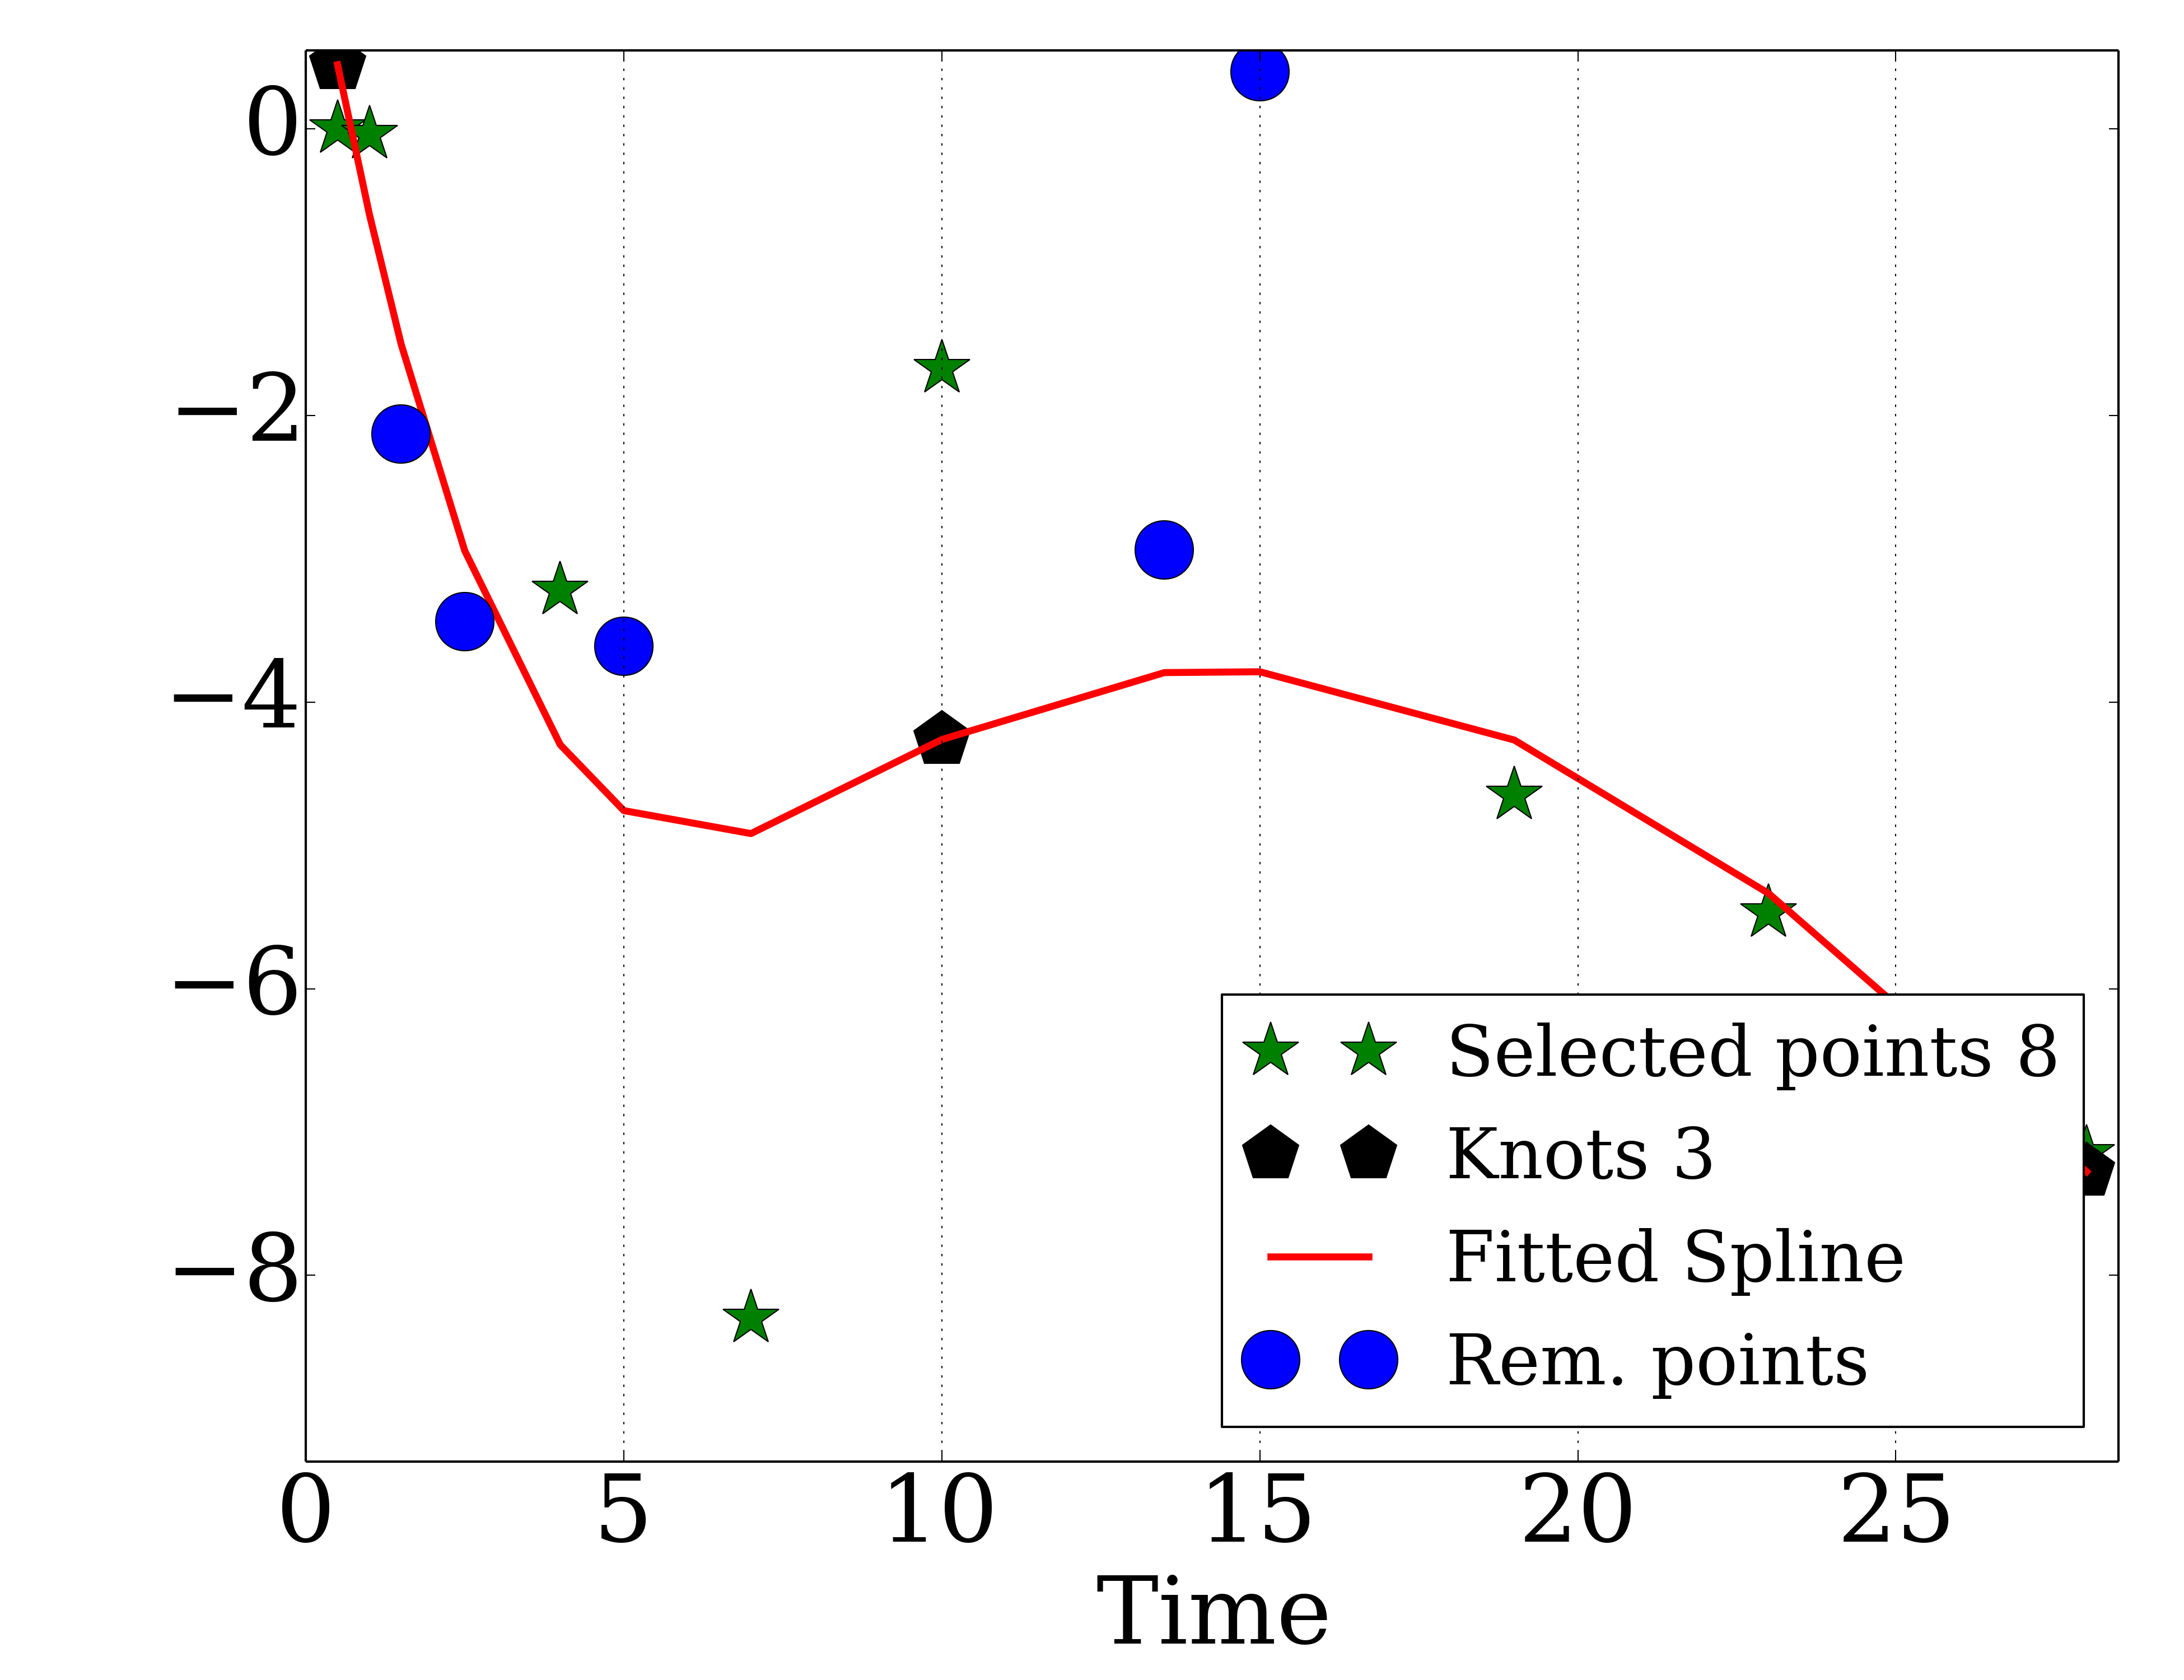 0
−2
−4
−6
−8
Selected points 8
Knots 3
Fitted Spline
Rem. points
0 5 10 15 20 25
Time